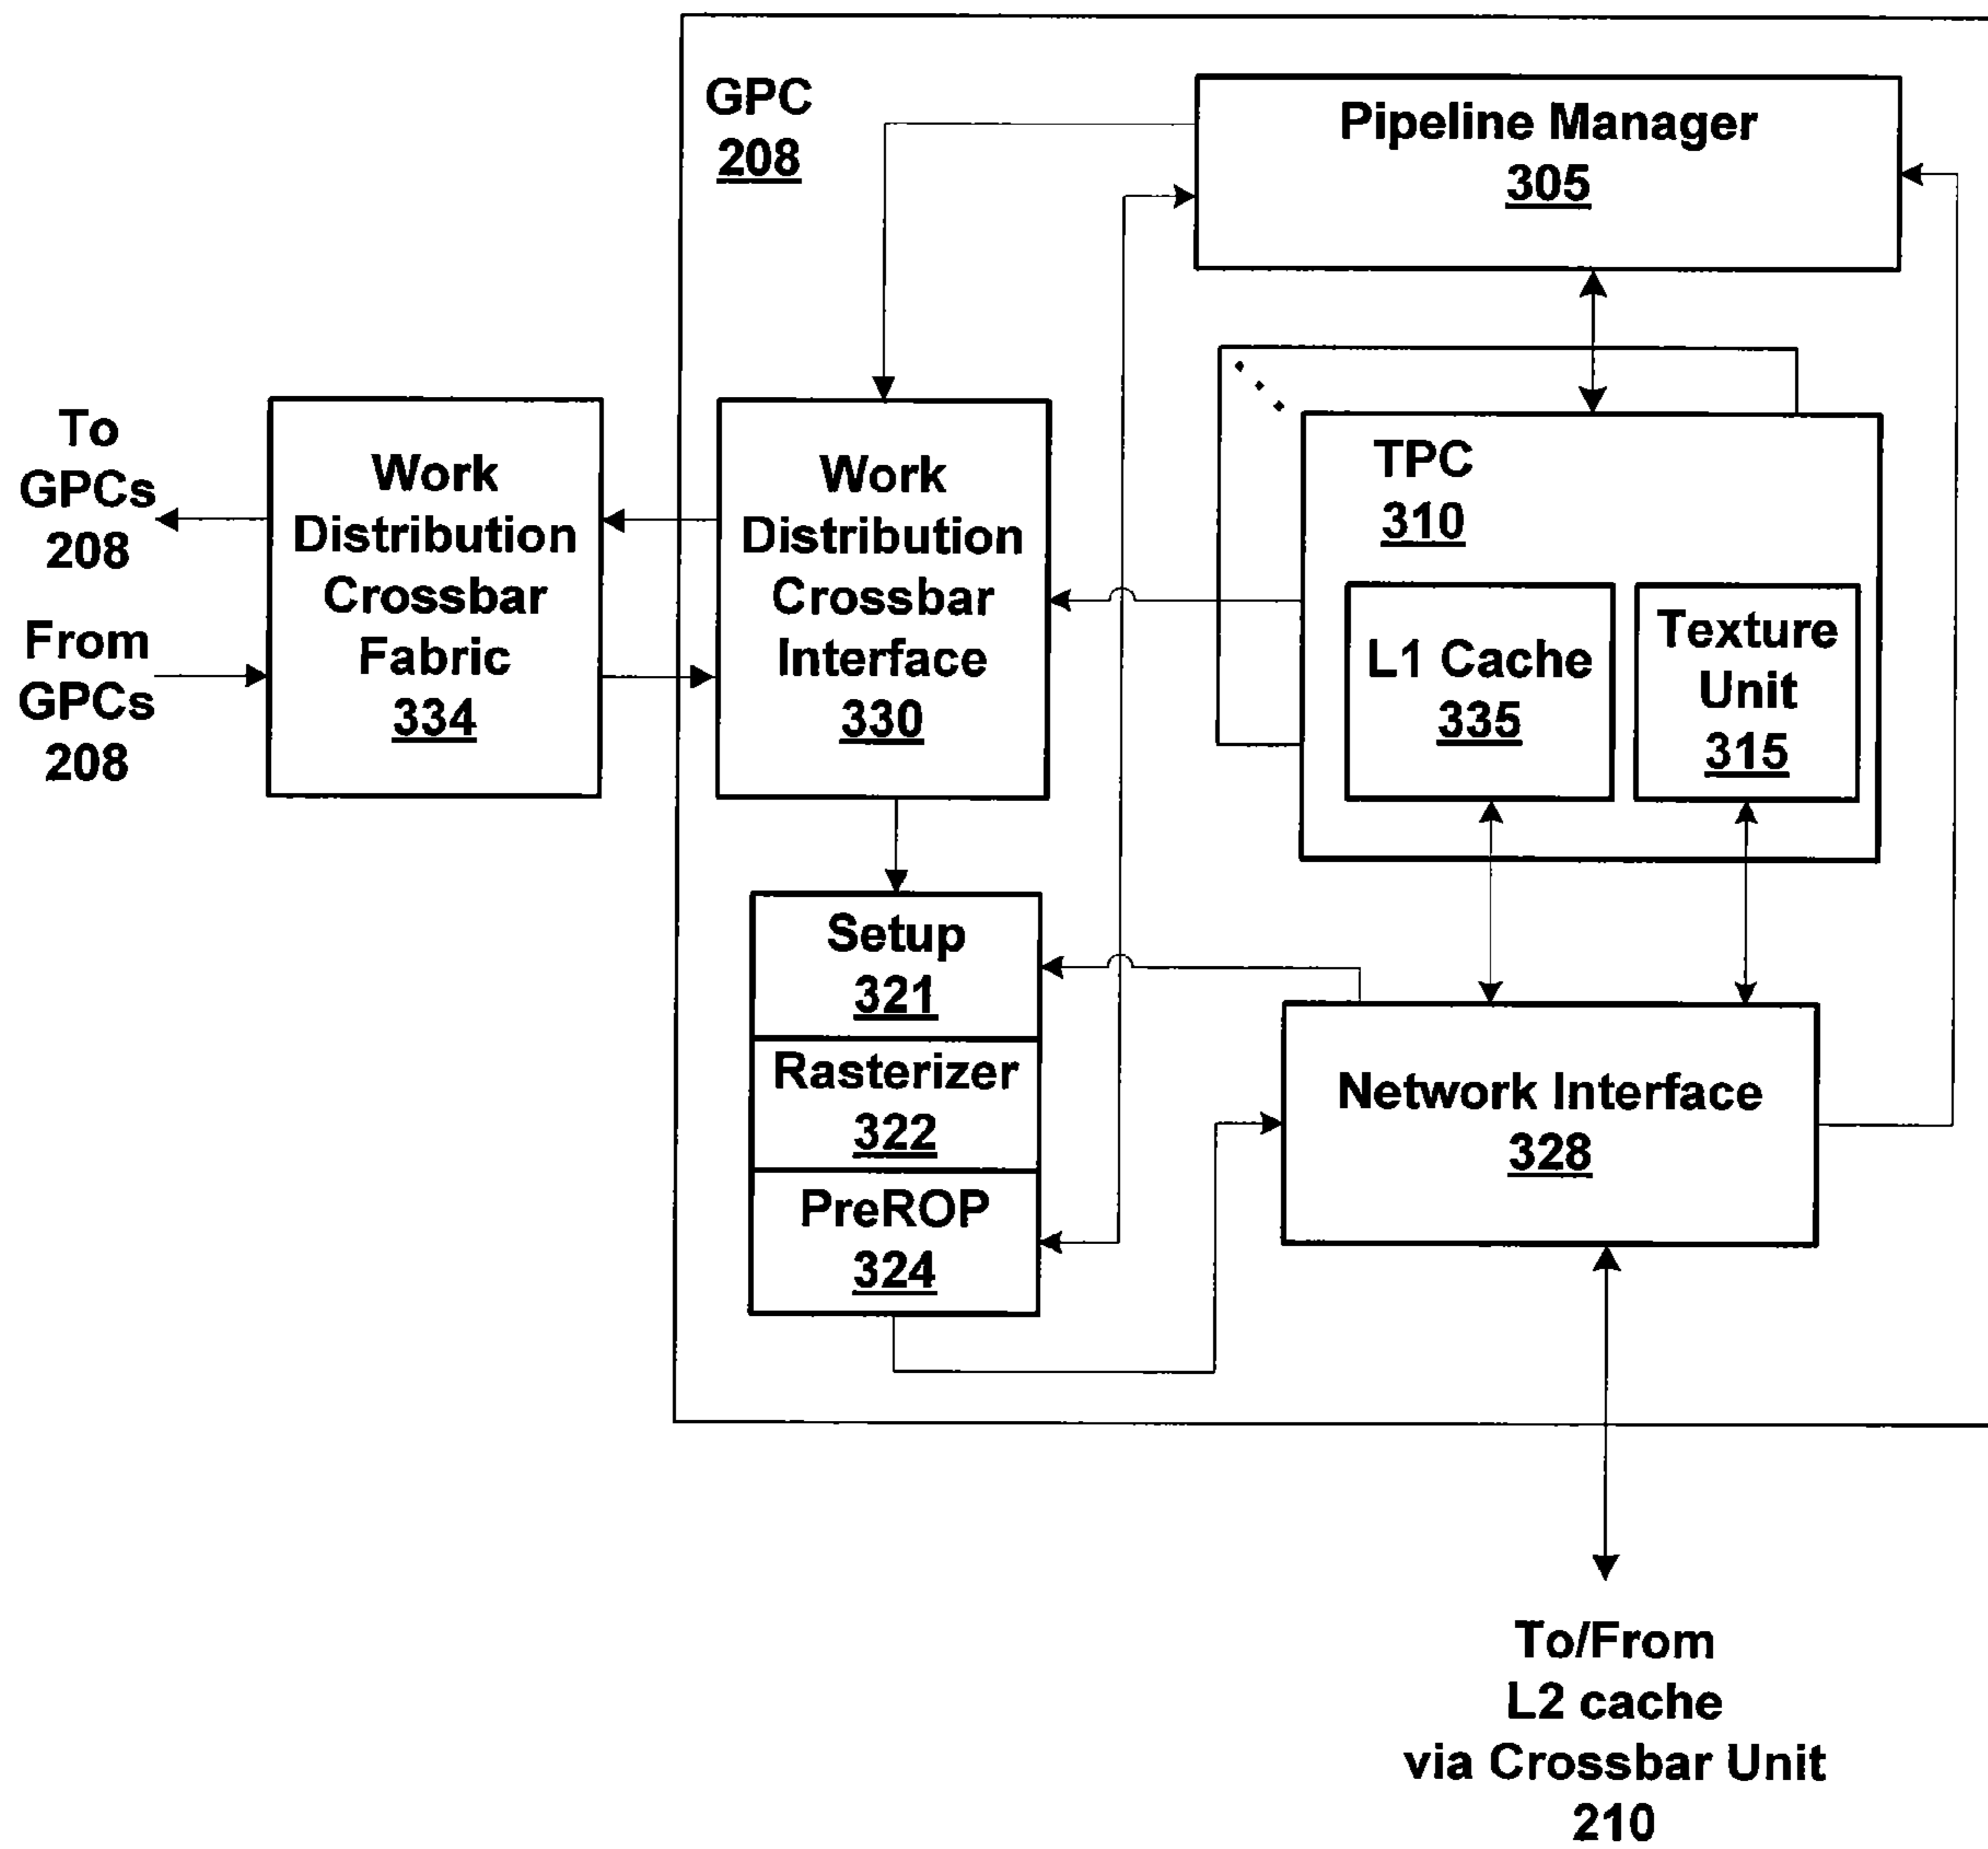 GPC
208
Pipeline Manager
305
To
GPCs
208
From
GPCs
208
Work
Distribution
Crossbar
Fabric
334
Work
Distribution
Crossbar
Interface
330
TPC
310
L1 Cache
335
Texture
Unit
315
Setup
321
Rasterizer
322
PreROP
324
Network Interface
328
To/From
L2 cache
via Crossbar Unit
210